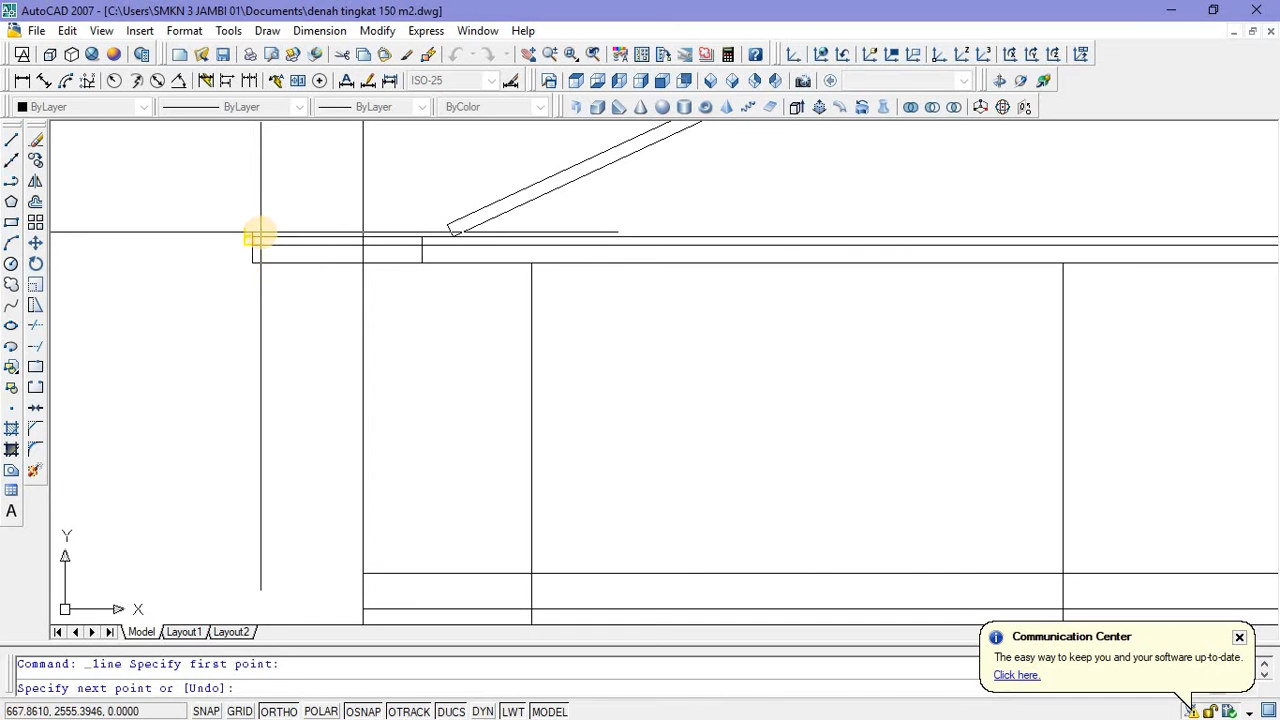 AutoCAD 2007 - [C:\Users\SMKN 3 JAMBI 01\Documents\denah tingkat 150 m2.dwg]
File Edit View Insert Format Tools Draw Dimension Modify Express Window Help
ISO-25
ByLayer ByLayer ByLayer ByColor
A
Y
X
Model Layout1 Layout2
Communication Center
The easy way to keep you and your software up-to-date.
Click here.
Command: _line Specify first point:
Specify next point or [Undo]:
667.8610, 2555.3946, 0.0000 SNAP GRID ORTHO POLAR OSNAP OTRACK DUCS DYN LWT MODEL